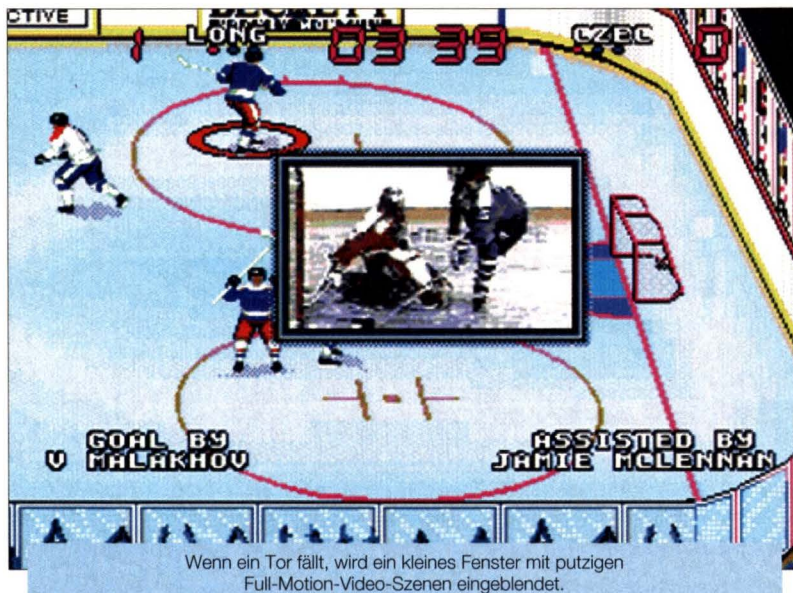 CTIVE
BECKETT
1 LONG 03 39 CZEC 0
GOAL BY
V MALAKHOV
ASSISTED BY
JAMIE MCLENNAN
Wenn ein Tor fällt, wird ein kleines Fenster mit putzigen
Full-Motion-Video-Szenen eingeblendet.